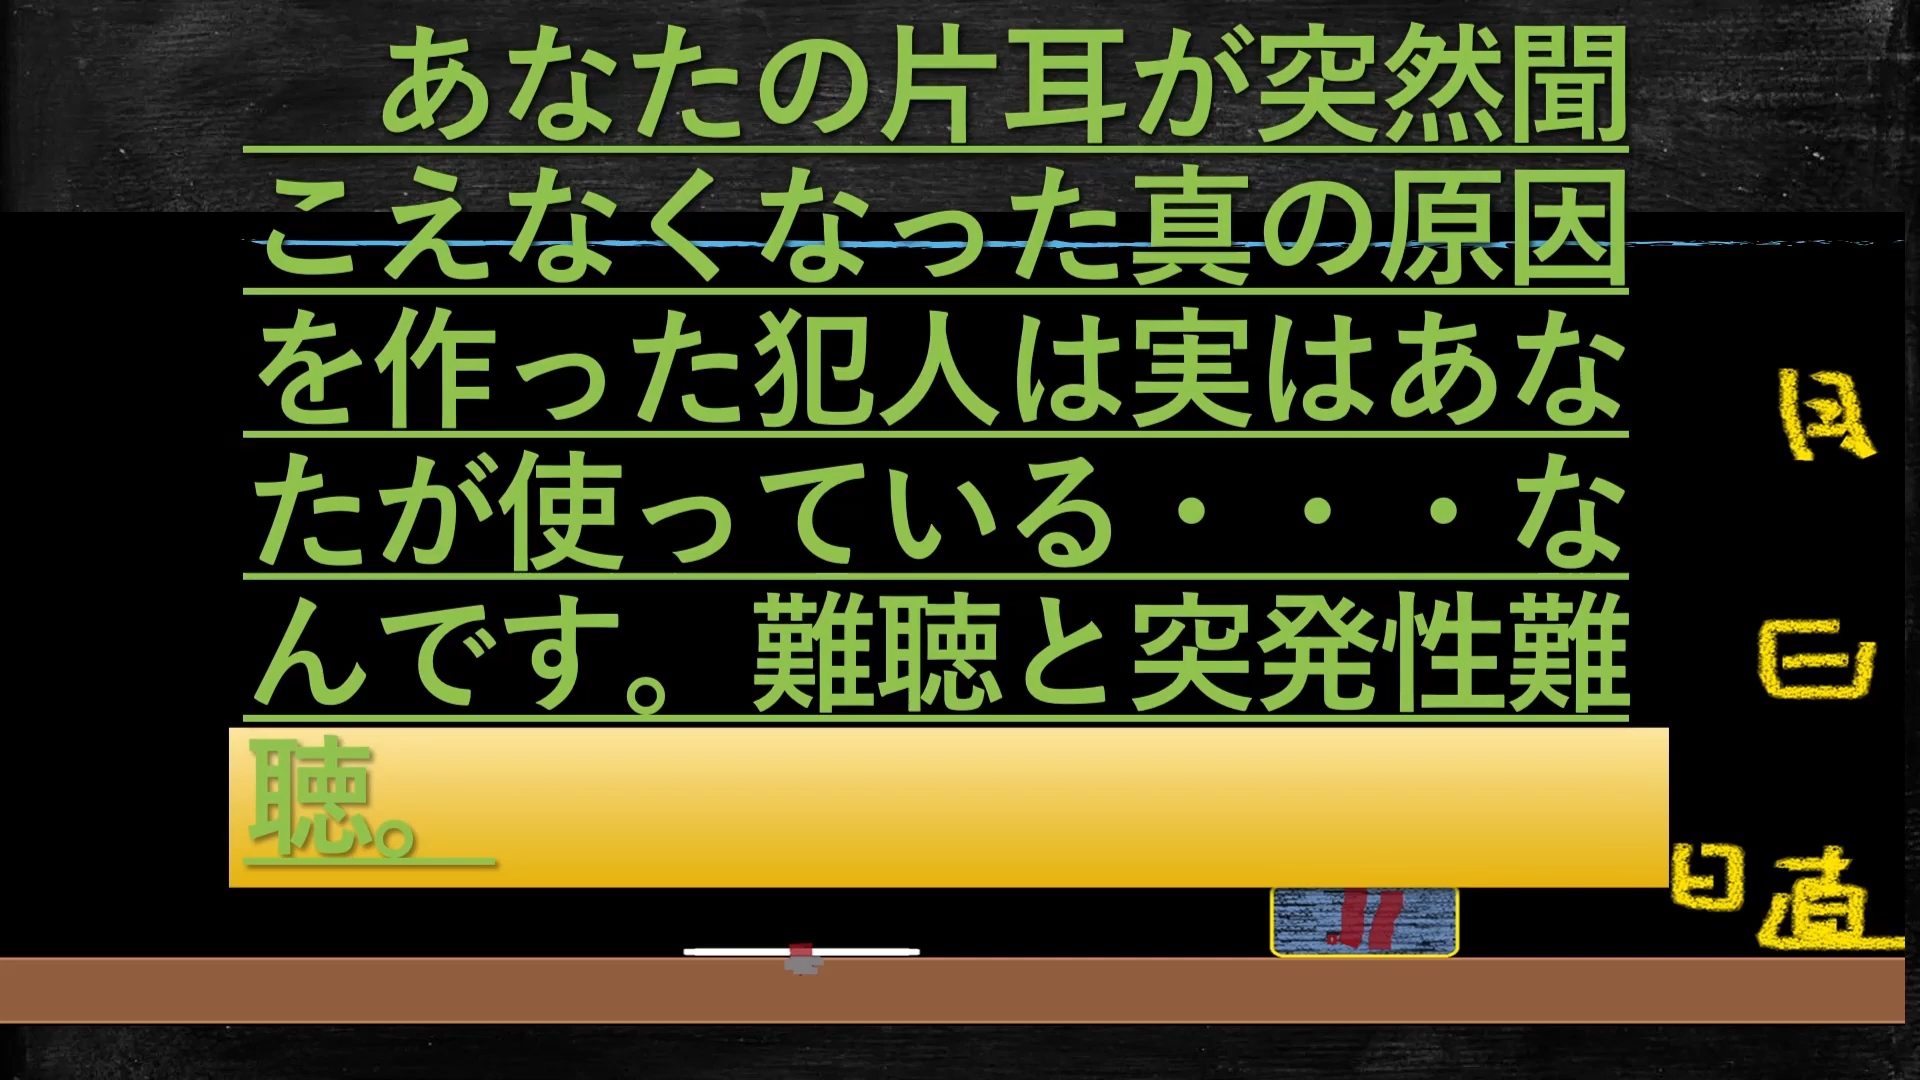 あなたの片耳が突然聞
こえなくなった真の原因
を作った犯人は実はあな
たが使っている・・・な
んです。難聴と突発性難
聴。
日直